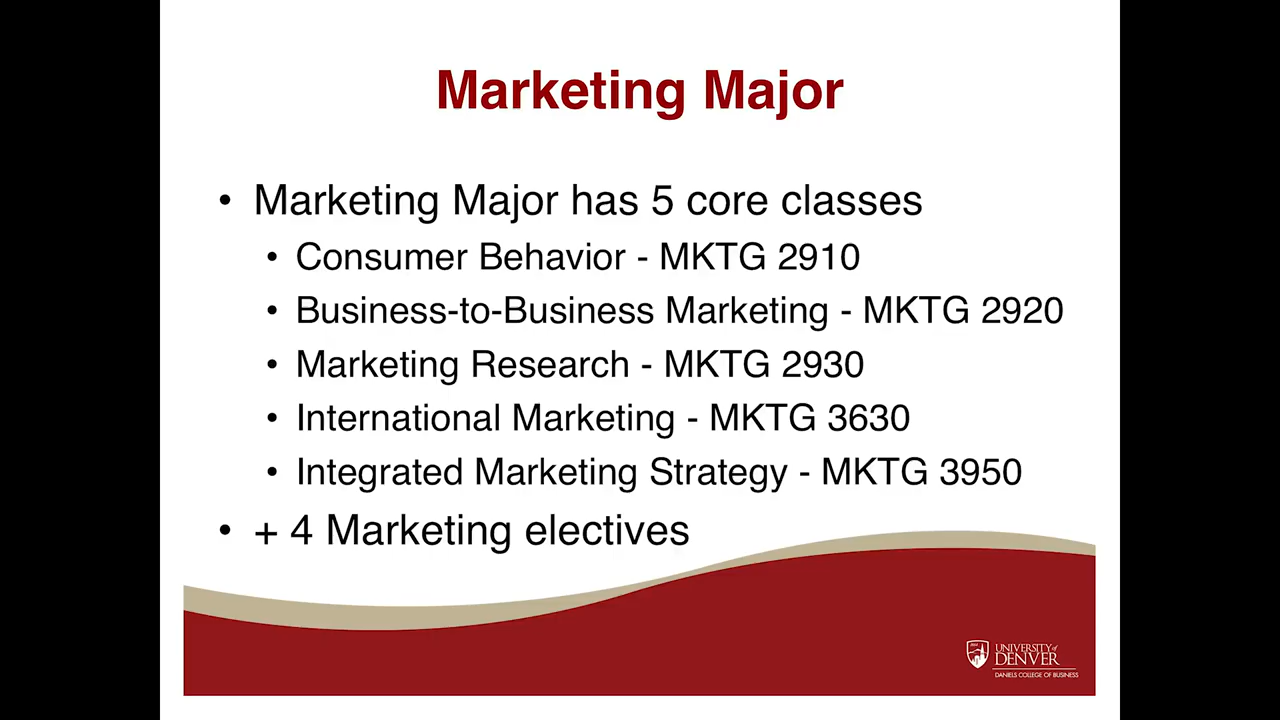 Marketing Major
• Marketing Major has 5 core classes
• Consumer Behavior - MKTG 2910
• Business-to-Business Marketing - MKTG 2920
• Marketing Research - MKTG 2930
• International Marketing - MKTG 3630
• Integrated Marketing Strategy - MKTG 3950
• + 4 Marketing electives
UNIVERSITY of
DENVER
DANIELS COLLEGE OF BUSINESS